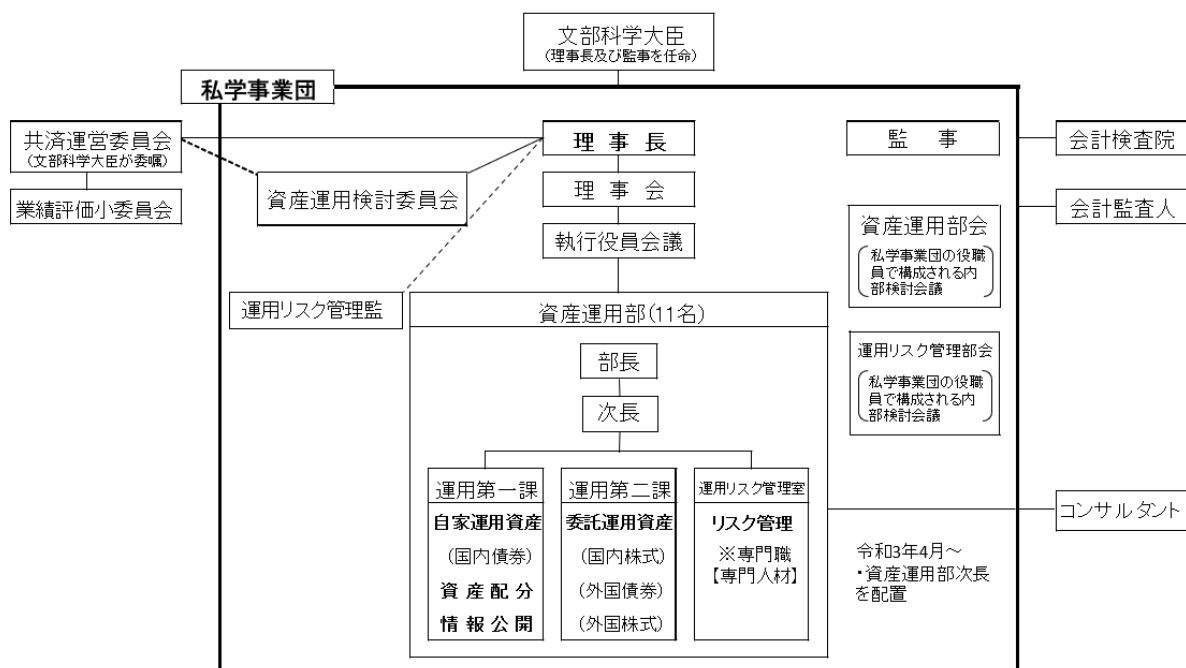 文部科学大臣
(理事長及び監事を任命)
私学事業団
共済運営委員会
(文部科学大臣が委嘱)
業績評価小委員会
資産運用検討委員会
運用リスク管理監
理事長
理事会
執行役員会議
監事
会計検査院
会計監査人
資産運用部会
私学事業団の役職
員で構成される内
部検討会議
運用リスク管理部会
私学事業団の役職
員で構成される内
部検討会議
資産運用部(11名)
部長
次長
運用第一課
自家運用資産
(国内債券)
資産配分
情報公開
運用第二課
委託運用資産
(国内株式)
(外国債券)
(外国株式)
運用リスク管理室
リスク管理
※専門職
【専門人材】
コンサルタント
令和3年4月~
・資産運用部次長
を配置